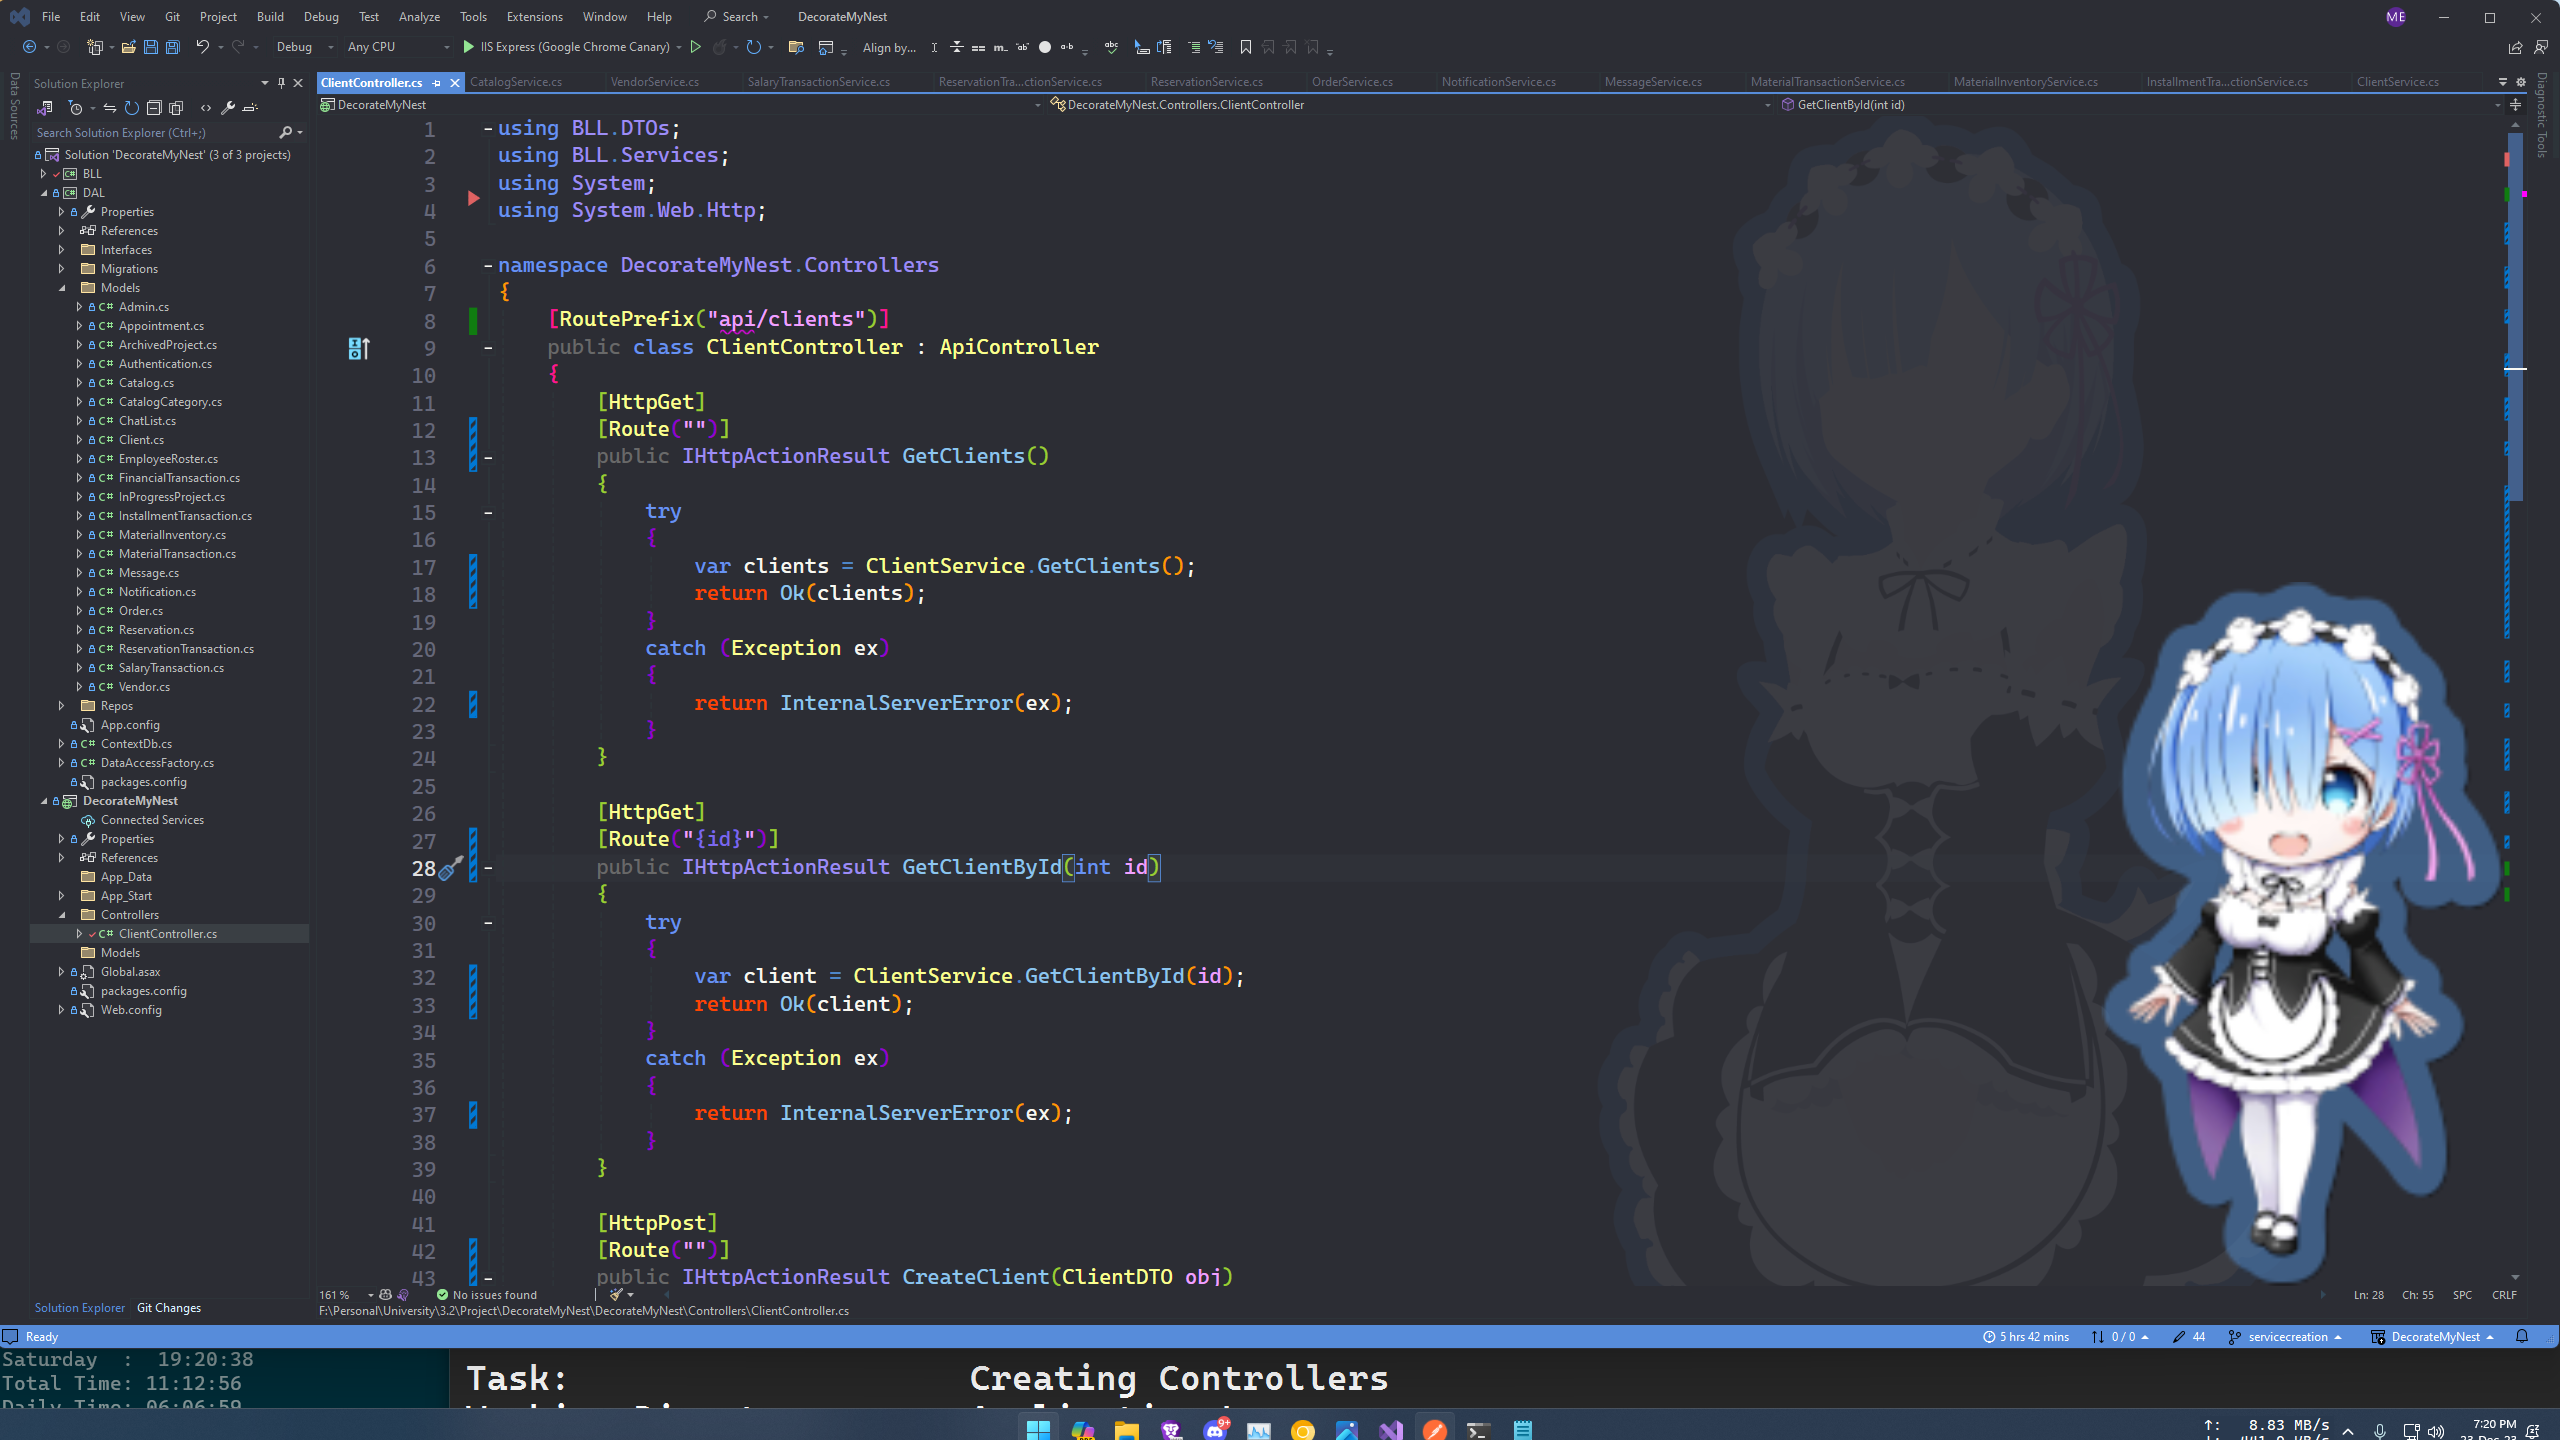 File Edit View Git Project Build Debug Test Analyze Tools Extensions Window Help Search DecorateMyNest ME
Debug Any CPU IIS Express (Google Chrome Canary) Align by...
Data Sources
Solution Explorer
Search Solution Explorer (Ctrl+;)
Solution 'DecorateMyNest' (3 of 3 projects)
BLL
DAL
Properties
References
Interfaces
Migrations
Models
C# Admin.cs
C# Appointment.cs
C# ArchivedProject.cs
C# Authentication.cs
C# Catalog.cs
C# CatalogCategory.cs
C# ChatList.cs
C# Client.cs
C# EmployeeRoster.cs
C# FinancialTransaction.cs
C# InProgressProject.cs
C# InstallmentTransaction.cs
C# MaterialInventory.cs
C# MaterialTransaction.cs
C# Message.cs
C# Notification.cs
C# Order.cs
C# Reservation.cs
C# ReservationTransaction.cs
C# SalaryTransaction.cs
C# Vendor.cs
Repos
App.config
C# ContextDb.cs
C# DataAccessFactory.cs
packages.config
DecorateMyNest
Connected Services
Properties
References
App_Data
App_Start
Controllers
C# ClientController.cs
Models
Global.asax
packages.config
Web.config
Solution Explorer Git Changes
ClientController.cs CatalogService.cs VendorService.cs SalaryTransactionService.cs ReservationTra...ctionService.cs ReservationService.cs OrderService.cs NotificationService.cs MessageService.cs MaterialTransactionService.cs MaterialInventoryService.cs InstallmentTra...ctionService.cs ClientService.cs
DecorateMyNest DecorateMyNest.Controllers.ClientController GetClientById(int id)
Diagnostic Tools
1 using BLL.DTOs;
2 using BLL.Services;
3 using System;
4 using System.Web.Http;
5
6 namespace DecorateMyNest.Controllers
7 {
8 [RoutePrefix("api/clients")]
9 public class ClientController : ApiController
10 {
11 [HttpGet]
12 [Route("")]
13 public IHttpActionResult GetClients()
14 {
15 try
16 {
17 var clients = ClientService.GetClients();
18 return Ok(clients);
19 }
20 catch (Exception ex)
21 {
22 return InternalServerError(ex);
23 }
24 }
25
26 [HttpGet]
27 [Route("{id}")]
28 public IHttpActionResult GetClientById(int id)
29 {
30 try
31 {
32 var client = ClientService.GetClientById(id);
33 return Ok(client);
34 }
35 catch (Exception ex)
36 {
37 return InternalServerError(ex);
38 }
39 }
40
41 [HttpPost]
42 [Route("")]
43 public IHttpActionResult CreateClient(ClientDTO obj)
161 % No issues found Ln: 28 Ch: 55 SPC CRLF
F:\Personal\University\3.2\Project\DecorateMyNest\DecorateMyNest\Controllers\ClientController.cs
Ready 5 hrs 42 mins 0 / 0 44 servicecreation DecorateMyNest
Saturday : 19:20:38
Total Time: 11:12:56
Daily Time: 06:06:59
Task: Creating Controllers
9+
8.83 MB/s
7:20 PM